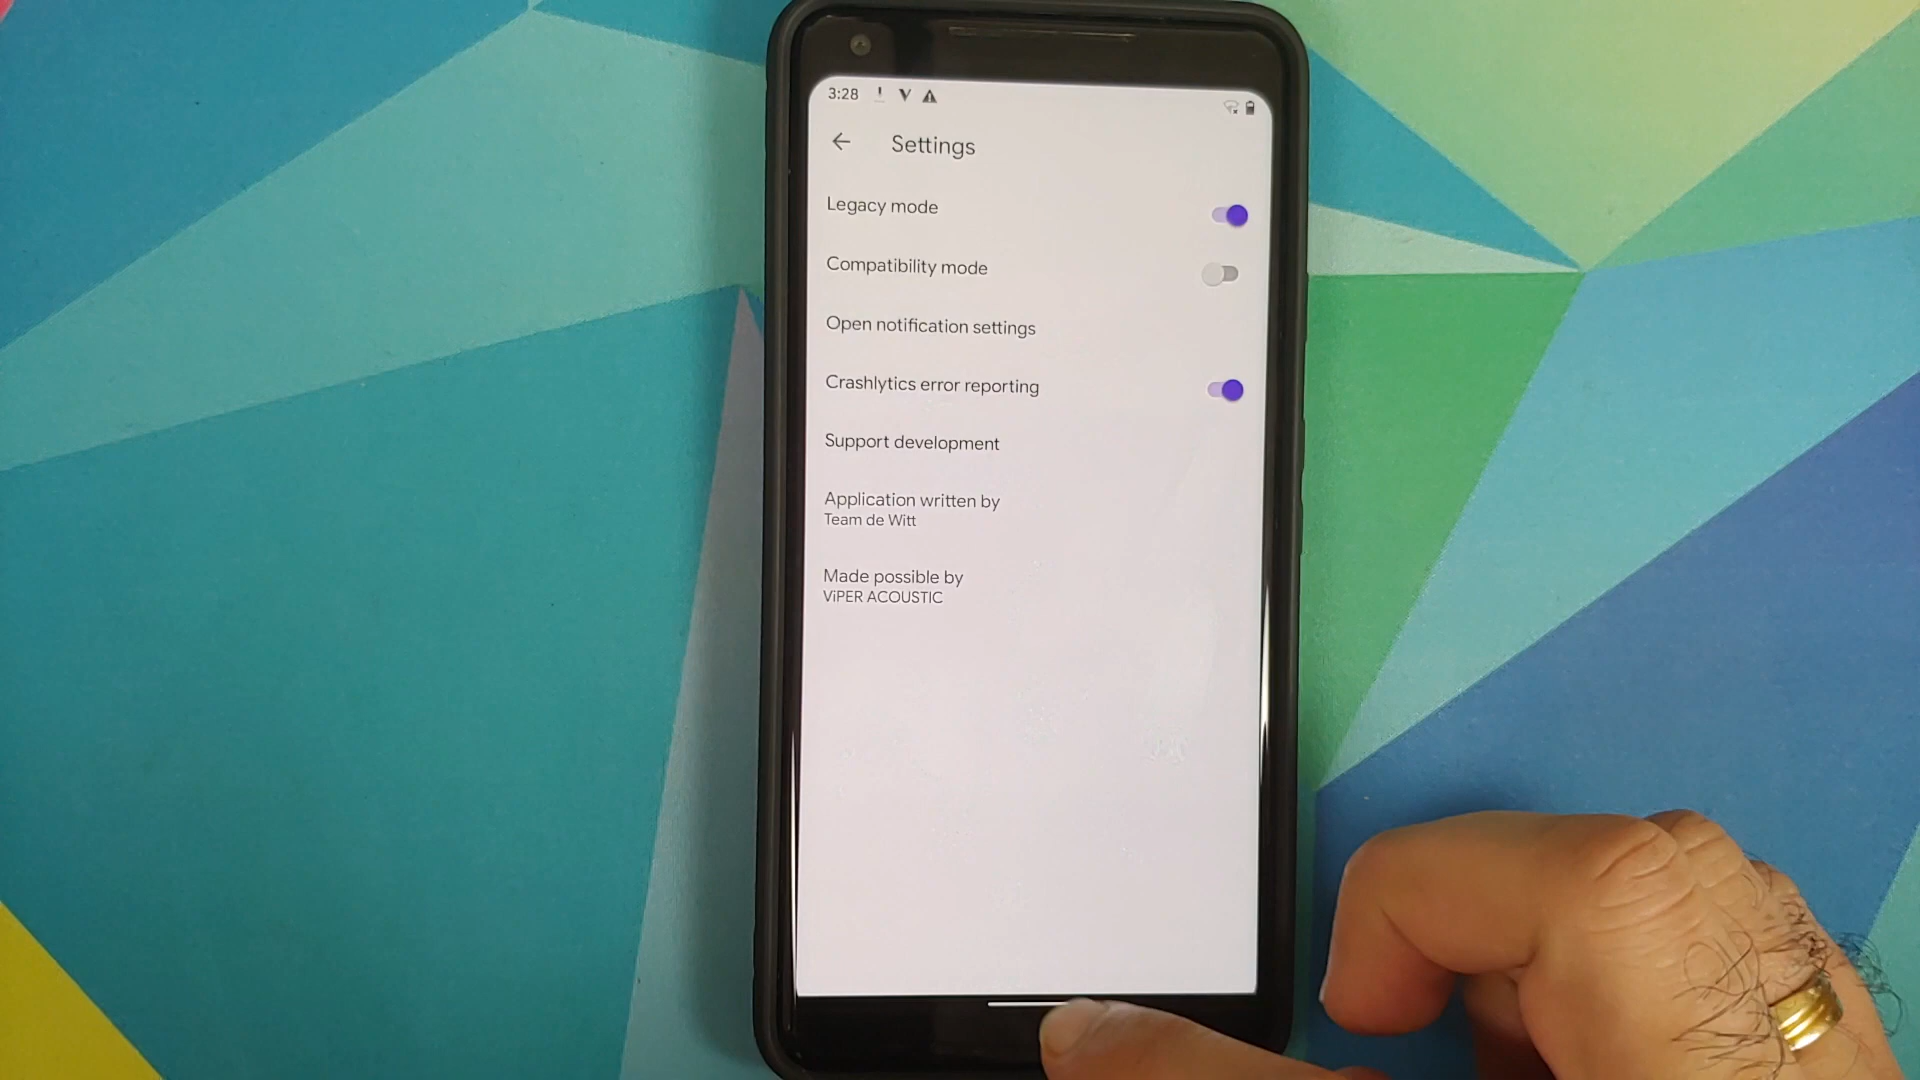 3:28
Settings
Legacy mode
Compatibility mode
Open notification settings
Crashlytics error reporting
Support development
Application written by
Team de Witt
Made possible by
ViPER ACOUSTIC